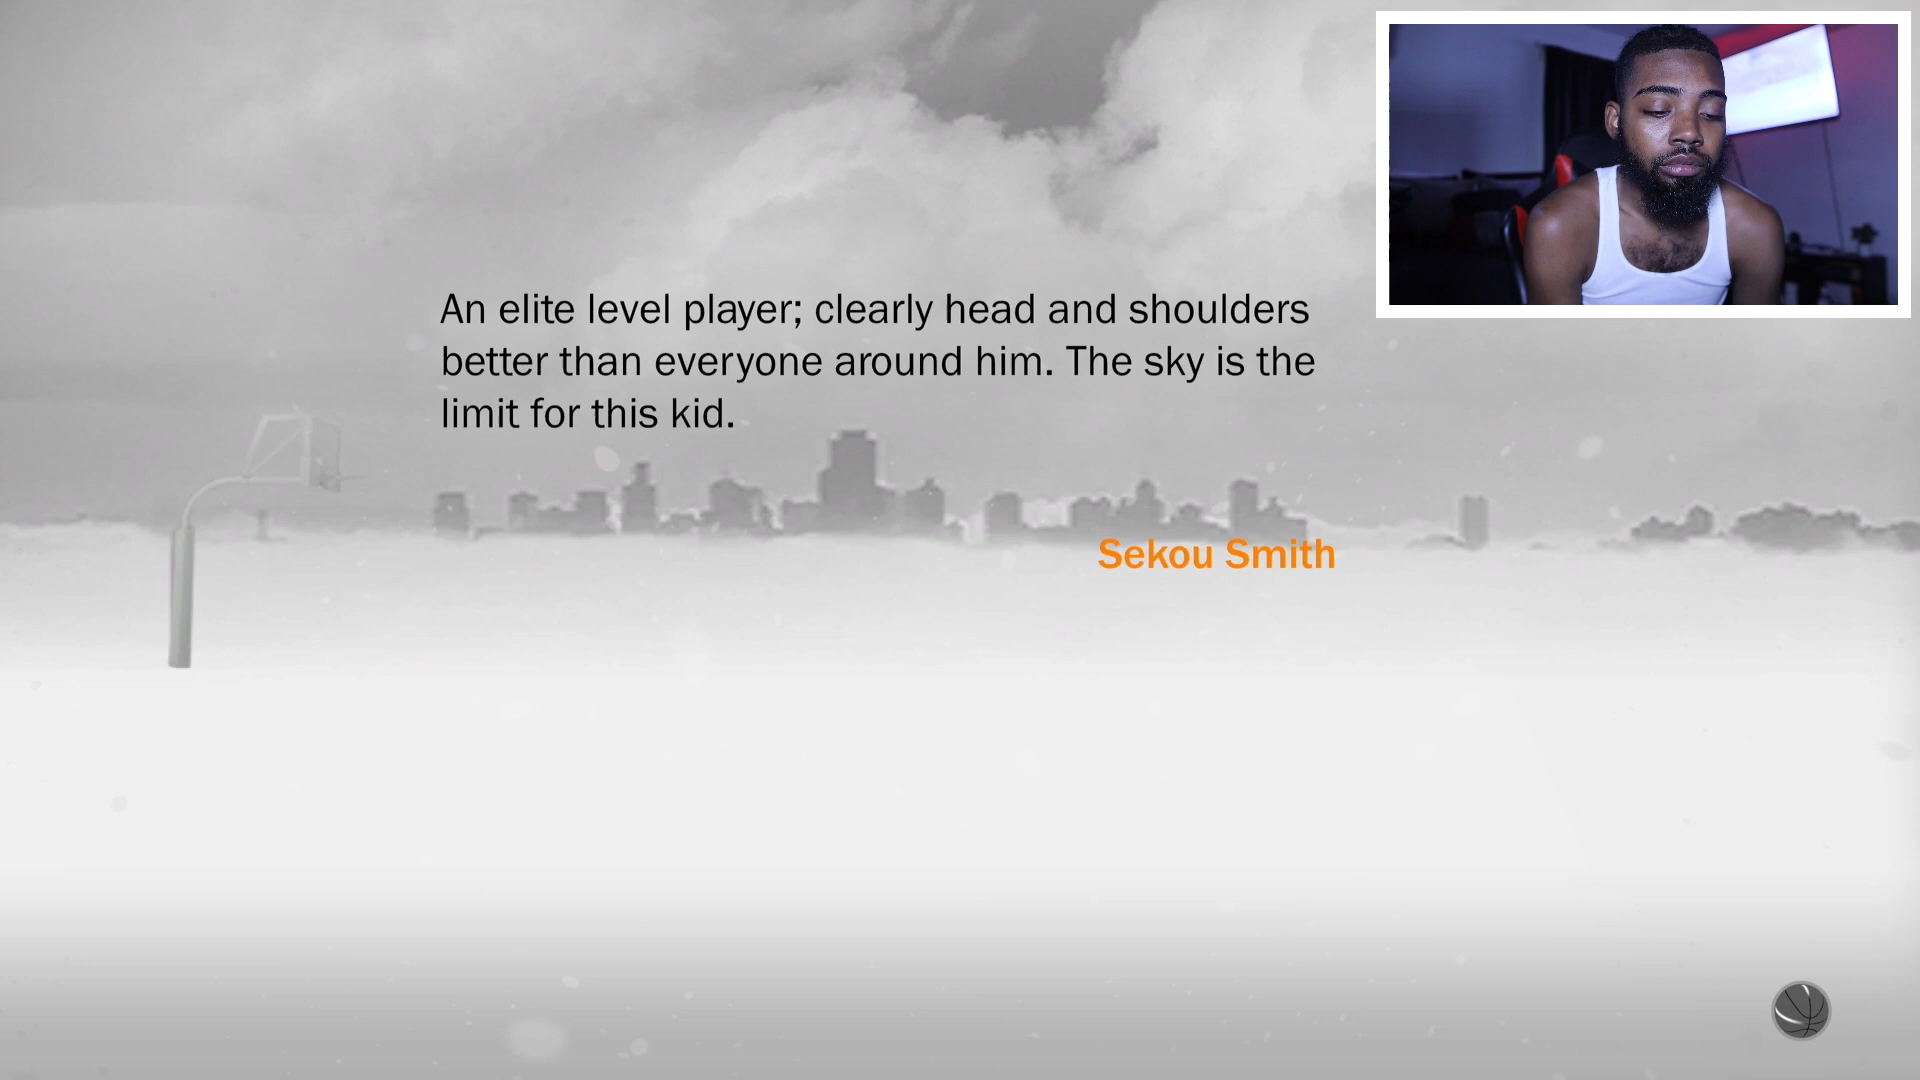 An elite level player; clearly head and shoulders
better than everyone around him. The sky is the
limit for this kid.
Sekou Smith